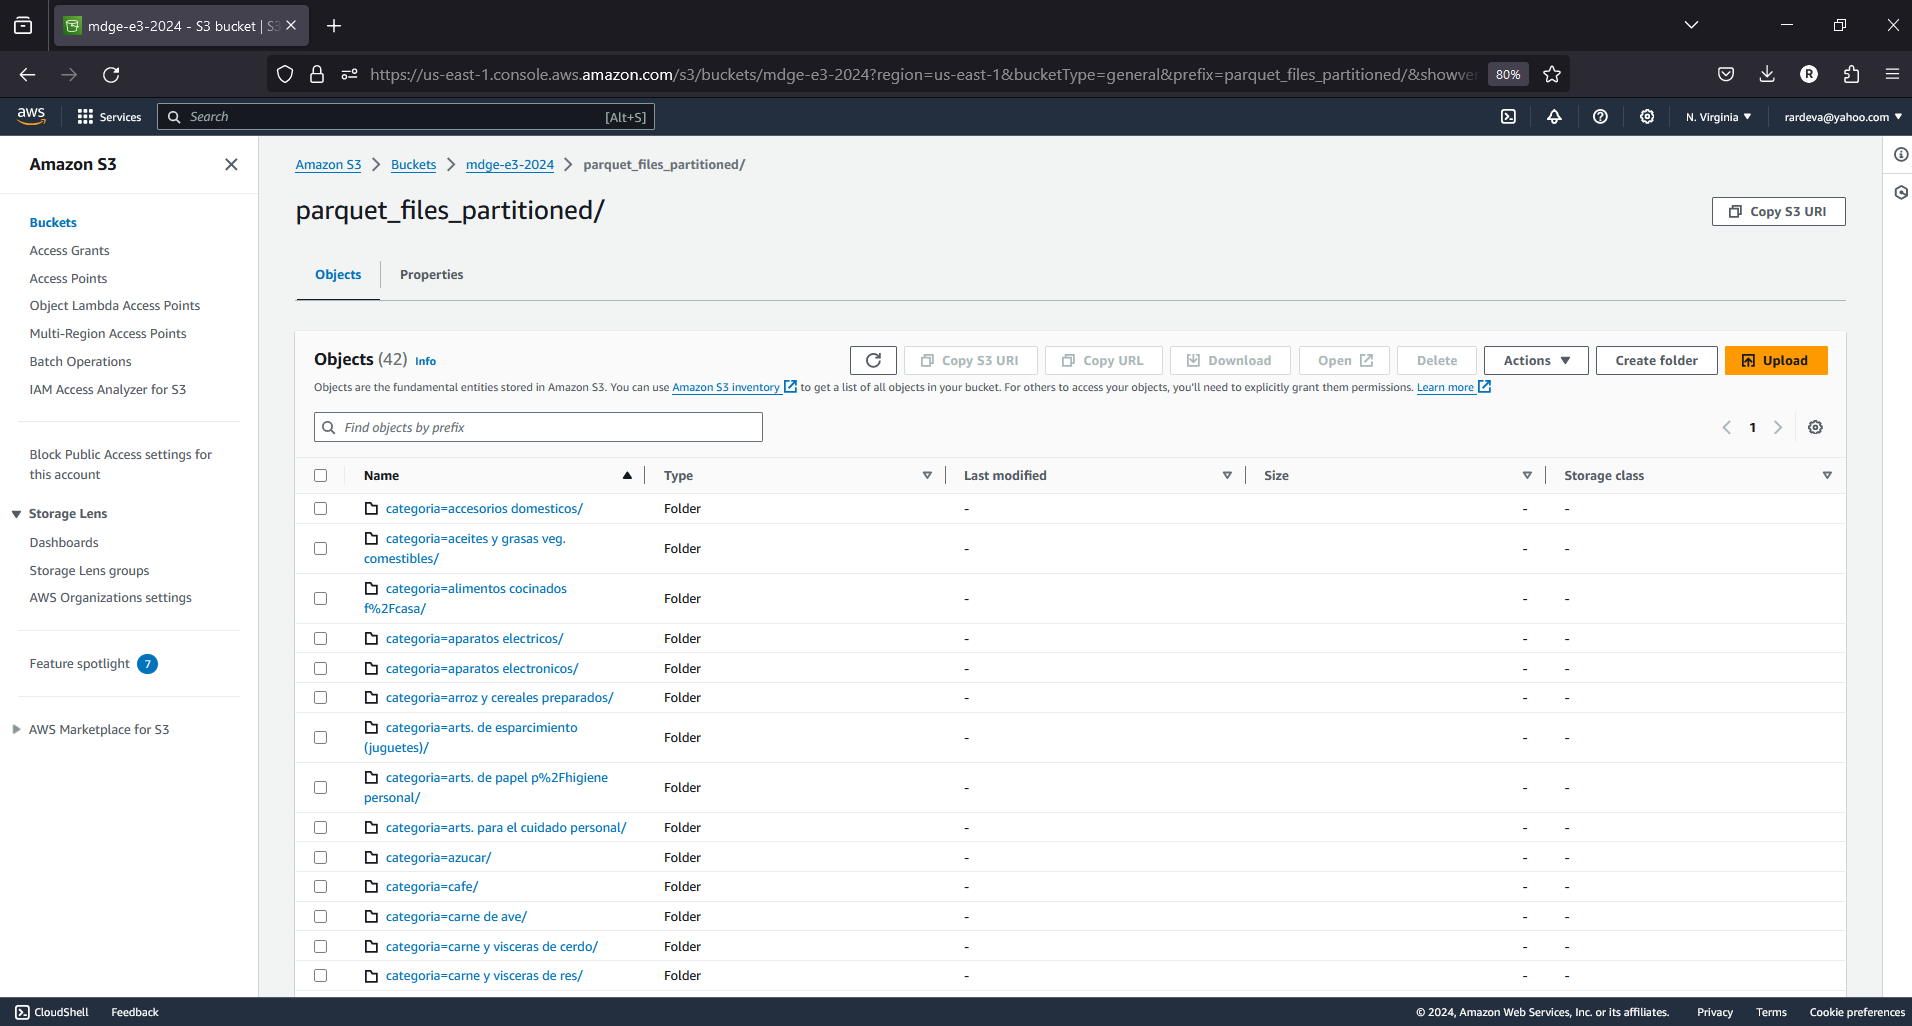 mdge-e3-2024 - S3 bucket | S3
https://us-east-1.console.aws.amazon.com/s3/buckets/mdge-e3-2024?region=us-east-1&bucketType=general&prefix=parquet_files_partitioned/&showver
80%
R
aws
Services
Search
[Alt+S]
N. Virginia
rardeva@yahoo.com
Amazon S3
Buckets
Access Grants
Access Points
Object Lambda Access Points
Multi-Region Access Points
Batch Operations
IAM Access Analyzer for S3
Block Public Access settings for
this account
Storage Lens
Dashboards
Storage Lens groups
AWS Organizations settings
Feature spotlight 7
AWS Marketplace for S3
Amazon S3 > Buckets > mdge-e3-2024 > parquet_files_partitioned/
parquet_files_partitioned/
Copy S3 URI
Objects
Properties
Objects (42) Info
Copy S3 URI
Copy URL
Download
Open
Delete
Actions
Create folder
Upload
Objects are the fundamental entities stored in Amazon S3. You can use Amazon S3 inventory to get a list of all objects in your bucket. For others to access your objects, you'll need to explicitly grant them permissions. Learn more
Find objects by prefix
1
Name Type Last modified Size Storage class
categoria=accesorios domesticos/ Folder - - -
categoria=aceites y grasas veg.
comestibles/ Folder - - -
categoria=alimentos cocinados
f%2Fcasa/ Folder - - -
categoria=aparatos electricos/ Folder - - -
categoria=aparatos electronicos/ Folder - - -
categoria=arroz y cereales preparados/ Folder - - -
categoria=arts. de esparcimiento
(juguetes)/ Folder - - -
categoria=arts. de papel p%2Fhigiene
personal/ Folder - - -
categoria=arts. para el cuidado personal/ Folder - - -
categoria=azucar/ Folder - - -
categoria=cafe/ Folder - - -
categoria=carne de ave/ Folder - - -
categoria=carne y visceras de cerdo/ Folder - - -
categoria=carne y visceras de res/ Folder - - -
CloudShell
Feedback
© 2024, Amazon Web Services, Inc. or its affiliates.
Privacy
Terms
Cookie preferences